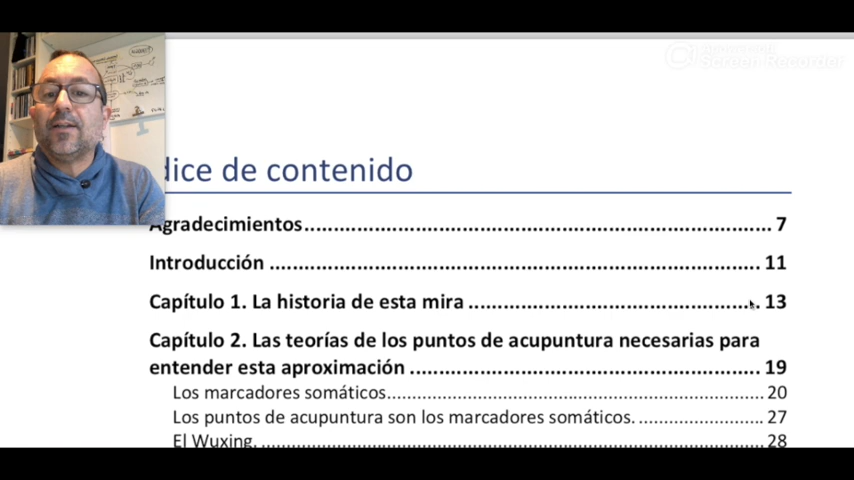 Screen Recorder
dice de contenido
Agradecimientos 7
Introducción 11
Capítulo 1. La historia de esta mira 13
Capítulo 2. Las teorías de los puntos de acupuntura necesarias para
entender esta aproximación 19
Los marcadores somáticos 20
Los puntos de acupuntura son los marcadores somáticos. 27
El Wuxing. 28